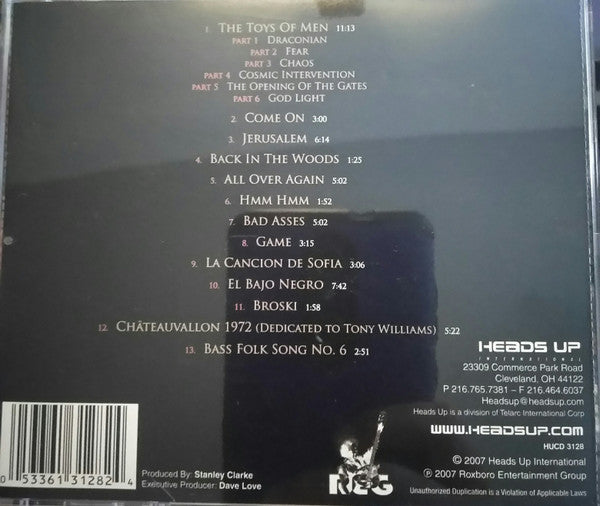 1. THE TOYS OF MEN 11:13
PART 1 DRACONIAN
PART 2 FEAR
PART 3 CHAOS
PART 4 COSMIC INTERVENTION
PART 5 THE OPENING OF THE GATES
PART 6 GOD LIGHT
2. COME ON 3:00
3. JERUSALEM 6:14
4. BACK IN THE WOODS 1:25
5. ALL OVER AGAIN 5:02
6. HMM HMM 1:52
7. BAD ASSES 5:02
8. GAME 3:15
9. LA CANCION DE SOFIA 3:06
10. EL BAJO NEGRO 7:42
11. BROSKI 1:58
12. CHÂTEAUVALLON 1972 (DEDICATED TO TONY WILLIAMS) 5:22
13. BASS FOLK SONG NO. 6 2:51
HEADS UP
INTERNATIONAL
23309 Commerce Park Road
Cleveland, OH 44122
P 216.765.7381 – F 216.464.6037
Headsup@headsup.com
Heads Up is a division of Telarc International Corp
WWW.HEADSUP.COM
HUCD 3128
℗ 2007 Heads Up International
℗ 2007 Roxboro Entertainment Group
Unauthorized Duplication is a Violation of Applicable Laws
REG
Produced By: Stanley Clarke
Executive Producer: Dave Love
0 53361 31282 4